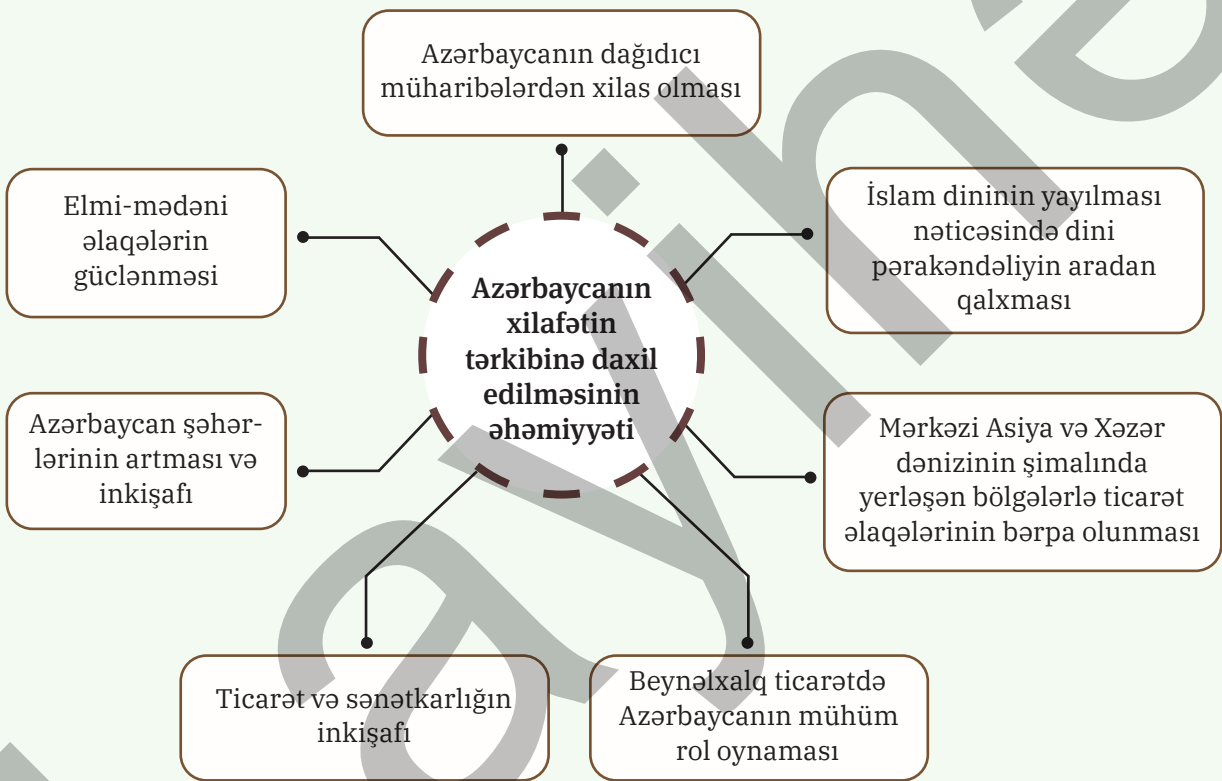 Azərbaycanın dağıdıcı
müharibələrdən xilas olması
Elmi-mədəni
əlaqələrin
güclənməsi
İslam dininin yayılması
nəticəsində dini
pərakəndəliyin aradan
qalxması
Azərbaycanın
xilafətin
tərkibinə daxil
edilməsinin
əhəmiyyəti
Azərbaycan şəhər-
lərinin artması və
inkişafı
Mərkəzi Asiya və Xəzər
dənizinin şimalında
yerləşən bölgələrlə ticarət
əlaqələrinin bərpa olunması
Ticarət və sənətkarlığın
inkişafı
Beynəlxalq ticarətdə
Azərbaycanın mühüm
rol oynaması